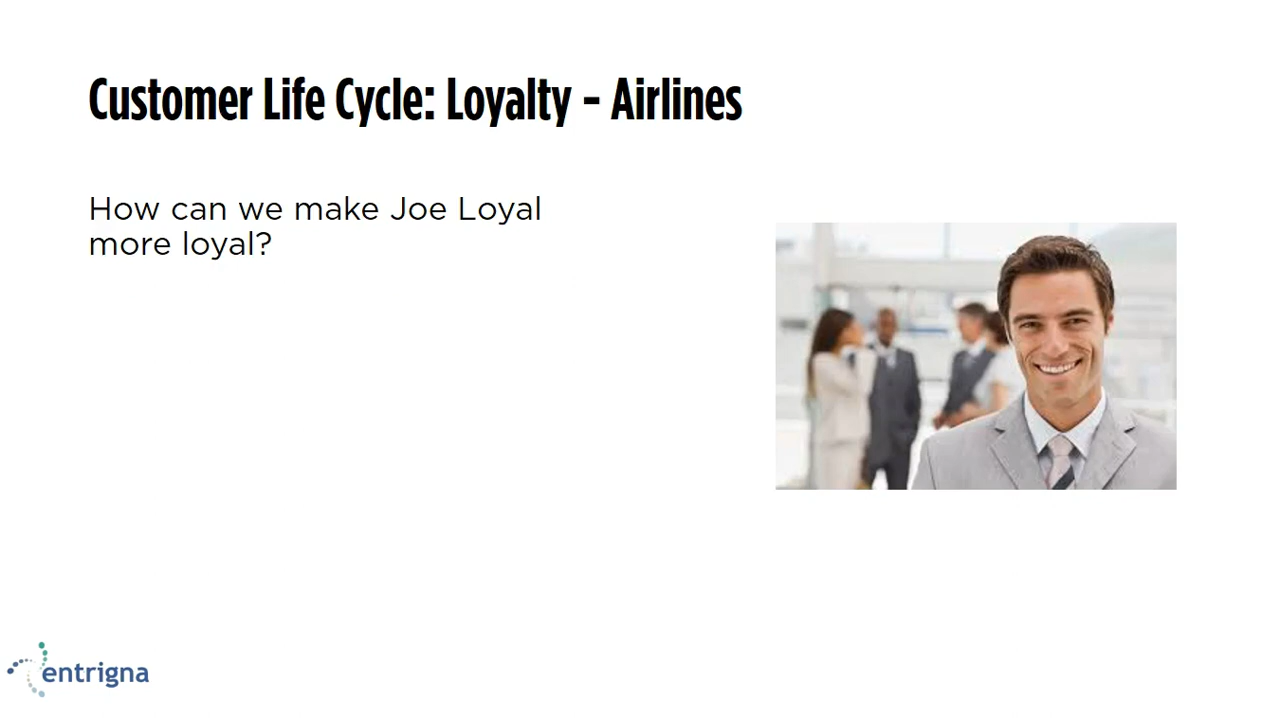 Customer Life Cycle: Loyalty – Airlines
How can we make Joe Loyal
more loyal?
entrigna